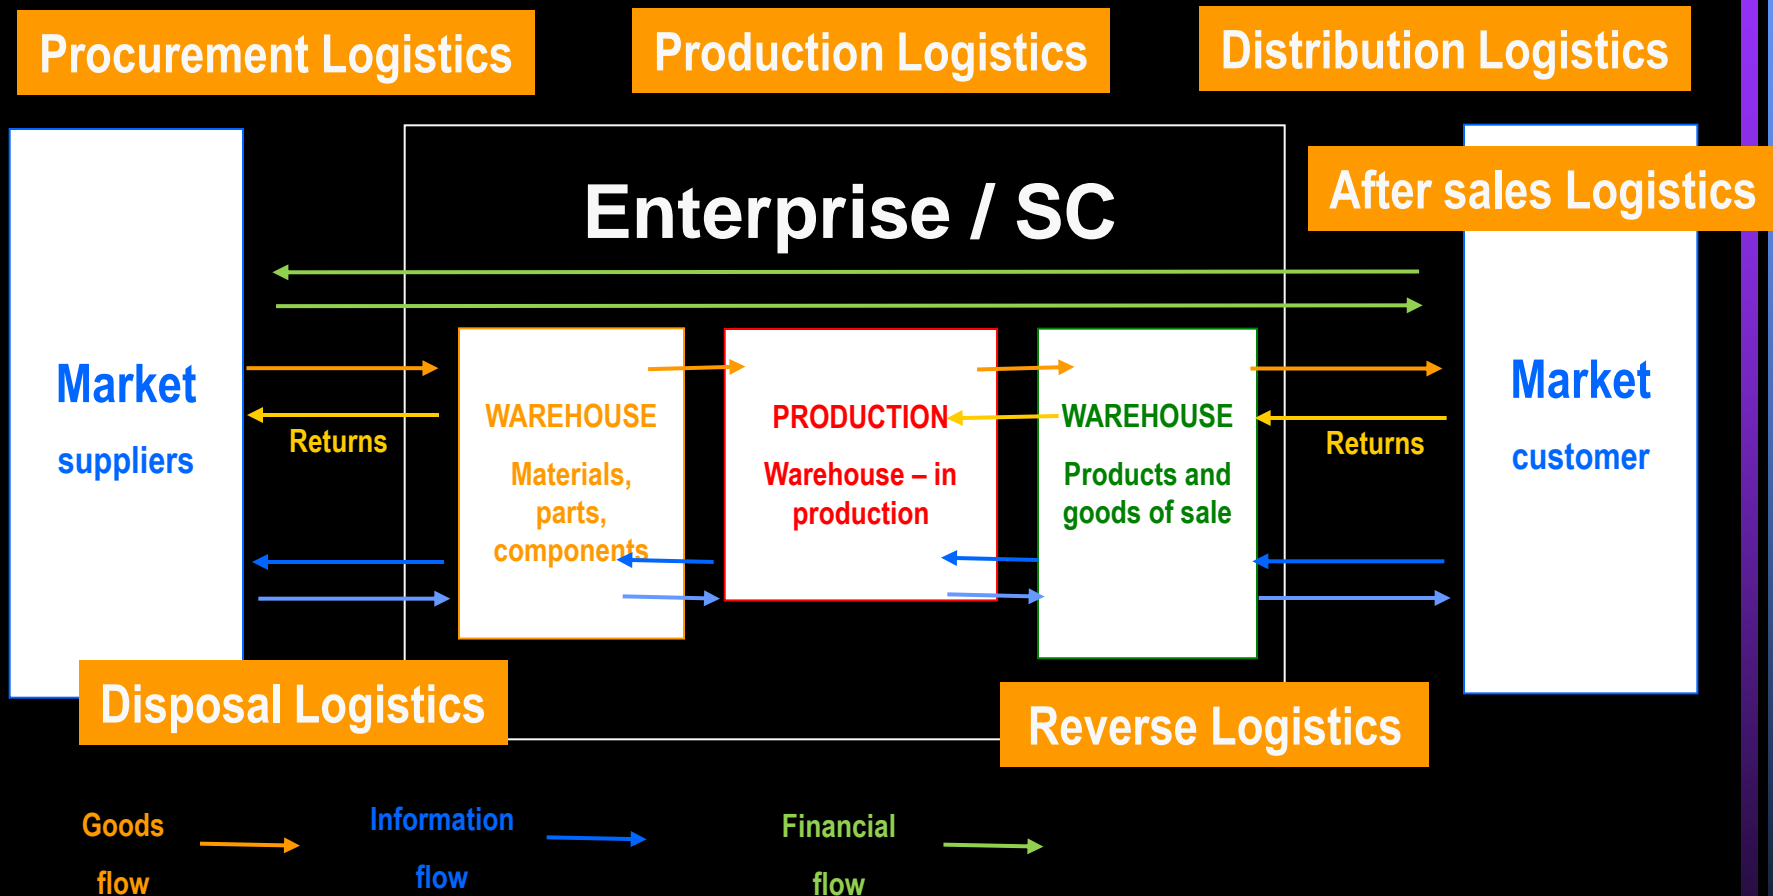 Procurement Logistics
Production Logistics
Distribution Logistics
After sales Logistics
Enterprise / SC
Market
suppliers
Returns
WAREHOUSE
Materials,
parts,
components
PRODUCTION
Warehouse – in
production
WAREHOUSE
Products and
goods of sale
Returns
Market
customer
Disposal Logistics
Reverse Logistics
Goods
flow
Information
flow
Financial
flow